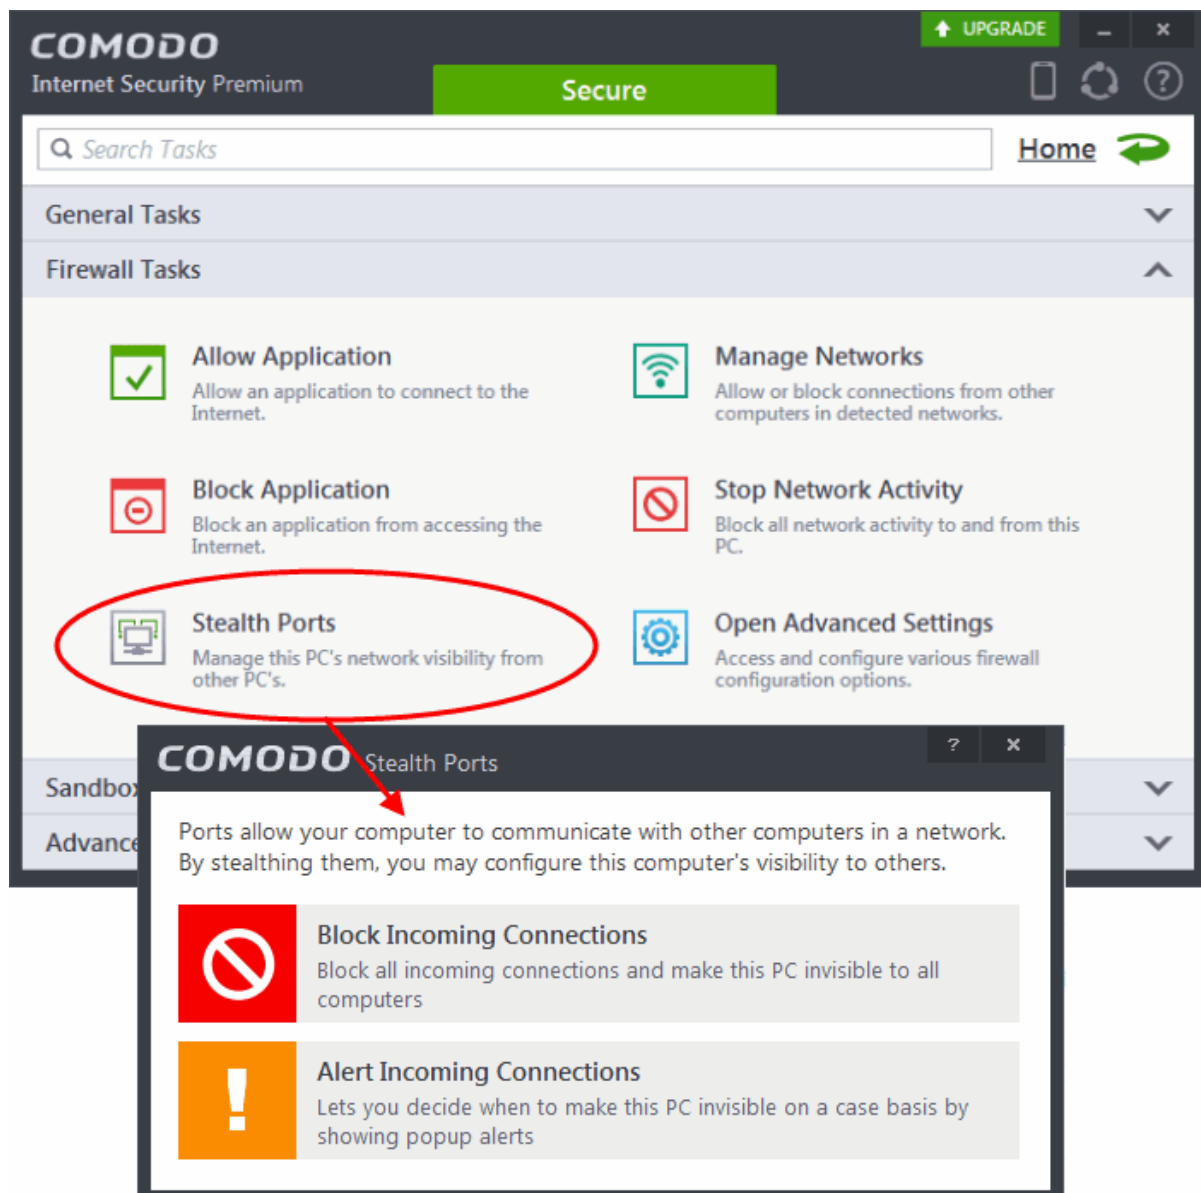 COMODO
UPGRADE
Internet Security Premium
Secure
Search Tasks
Home
General Tasks
Firewall Tasks
Allow Application
Allow an application to connect to the
Internet.
Manage Networks
Allow or block connections from other
computers in detected networks.
Block Application
Block an application from accessing the
Internet.
Stop Network Activity
Block all network activity to and from this
PC.
Stealth Ports
Manage this PC's network visibility from
other PC's.
Open Advanced Settings
Access and configure various firewall
configuration options.
Sandbo
Advance
COMODO Stealth Ports
Ports allow your computer to communicate with other computers in a network.
By stealthing them, you may configure this computer's visibility to others.
Block Incoming Connections
Block all incoming connections and make this PC invisible to all
computers
Alert Incoming Connections
Lets you decide when to make this PC invisible on a case basis by
showing popup alerts